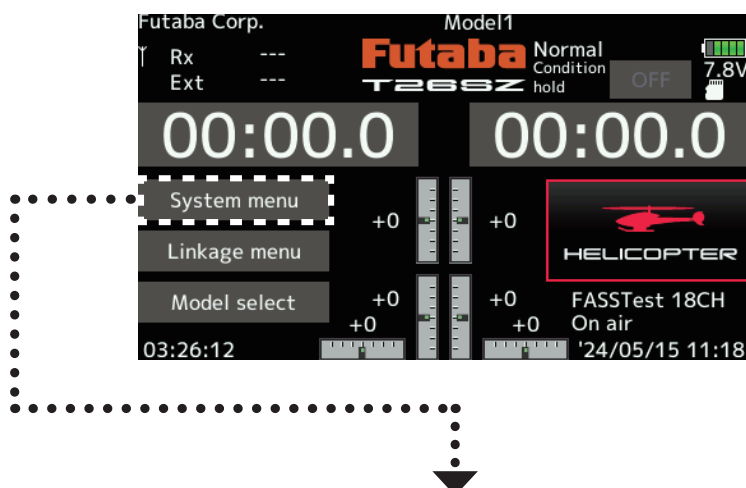 Futaba Corp.
Model1
Rx ---
Ext ---
Futaba
T26SZ
Normal
Condition
hold
OFF
7.8V
00:00.0
00:00.0
System menu
+0
+0
Linkage menu
HELICOPTER
Model select
+0
+0
FASSTest 18CH
+0
+0
On air
03:26:12
'24/05/15 11:18